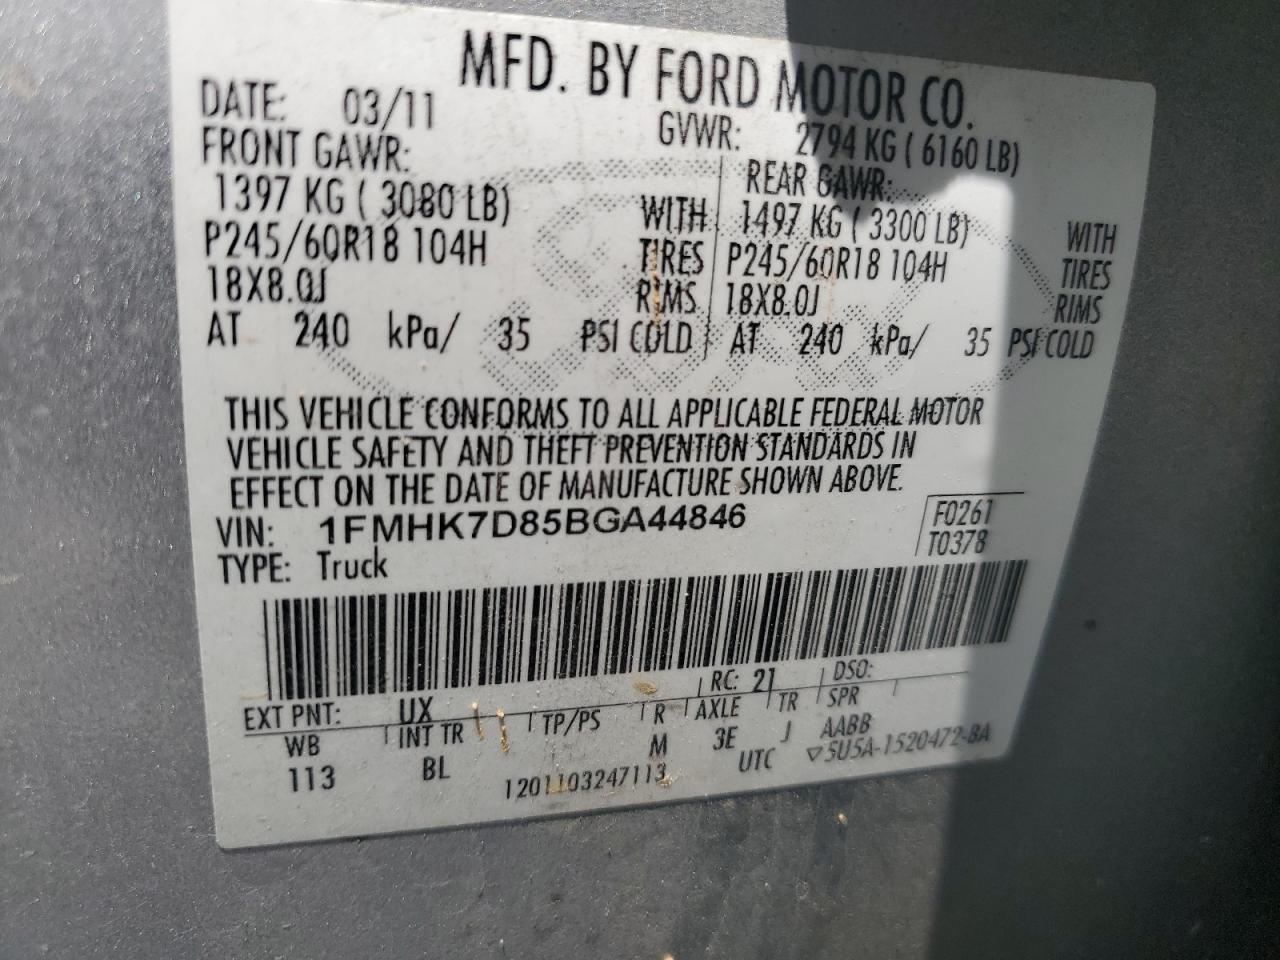 MFD. BY FORD MOTOR CO.
DATE: 03/11 GVWR: 2794 KG ( 6160 LB)
FRONT GAWR: REAR GAWR:
1397 KG ( 3080 LB) WITH 1497 KG ( 3300 LB) WITH
P245/60R18 104H TIRES P245/60R18 104H TIRES
18X8.0J RIMS 18X8.0J RIMS
AT 240 kPa/ 35 PSI COLD AT 240 kPa/ 35 PSI COLD
THIS VEHICLE CONFORMS TO ALL APPLICABLE FEDERAL MOTOR
VEHICLE SAFETY AND THEFT PREVENTION STANDARDS IN
EFFECT ON THE DATE OF MANUFACTURE SHOWN ABOVE.
VIN: 1FMHK7D85BGA44846 F0261
TYPE: Truck T0378
RC: 21 DSO:
EXT PNT: UX
WB INT TR TP/PS R AXLE TR SPR
113 BL M 3E J AABB
1201103247113 UTC ▽5U5A-1520472-BA